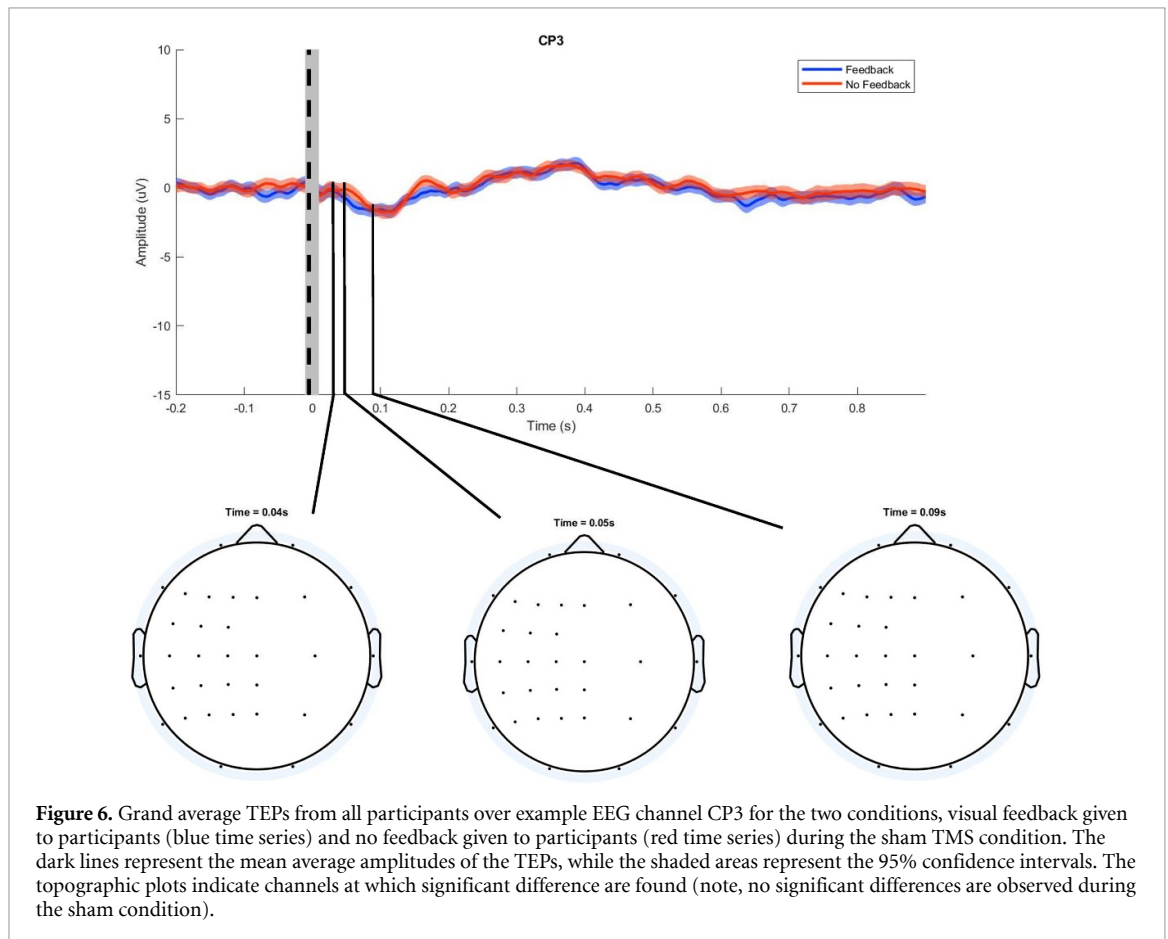 CP3
10
5
0
-5
-10
-15
Amplitude (uV)
Feedback
No Feedback
-0.2 -0.1 0 0.1 0.2 0.3 0.4 0.5 0.6 0.7 0.8
Time (s)
Time = 0.04s
Time = 0.05s
Time = 0.09s
Figure 6. Grand average TEPs from all participants over example EEG channel CP3 for the two conditions, visual feedback given
to participants (blue time series) and no feedback given to participants (red time series) during the sham TMS condition. The
dark lines represent the mean average amplitudes of the TEPs, while the shaded areas represent the 95% confidence intervals. The
topographic plots indicate channels at which significant difference are found (note, no significant differences are observed during
the sham condition).